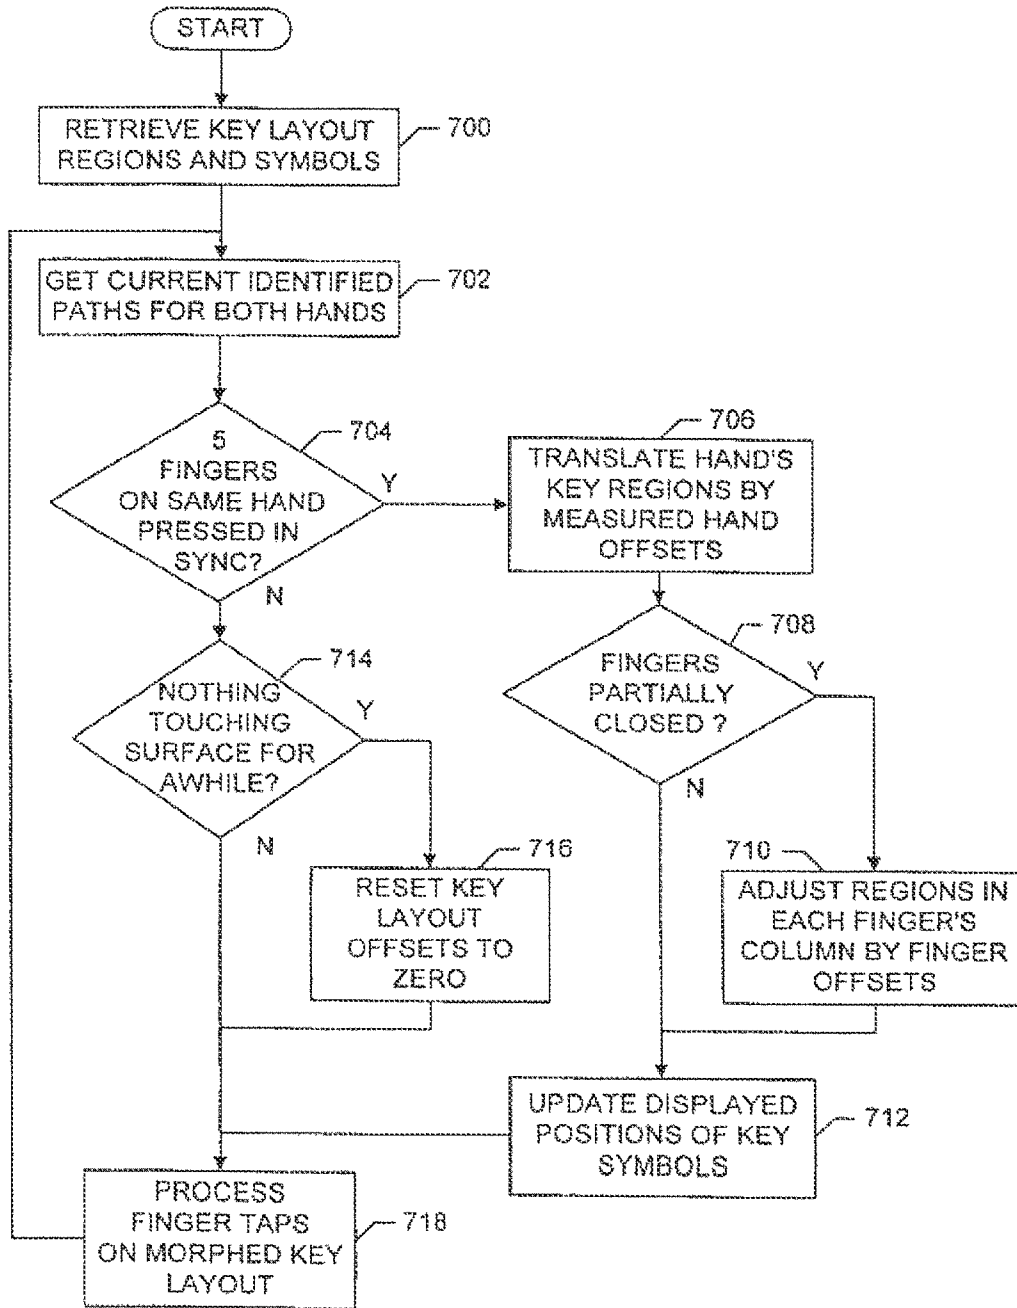 START
RETRIEVE KEY LAYOUT
REGIONS AND SYMBOLS
700
GET CURRENT IDENTIFIED
PATHS FOR BOTH HANDS
702
5
FINGERS
ON SAME HAND
PRESSED IN
SYNC?
704
Y
N
706
TRANSLATE HAND'S
KEY REGIONS BY
MEASURED HAND
OFFSETS
FINGERS
PARTIALLY
CLOSED ?
708
Y
N
NOTHING
TOUCHING
SURFACE FOR
AWHILE?
714
Y
N
716
RESET KEY
LAYOUT
OFFSETS TO
ZERO
710
ADJUST REGIONS IN
EACH FINGER'S
COLUMN BY FINGER
OFFSETS
UPDATE DISPLAYED
POSITIONS OF KEY
SYMBOLS
712
PROCESS
FINGER TAPS
ON MORPHED KEY
LAYOUT
718